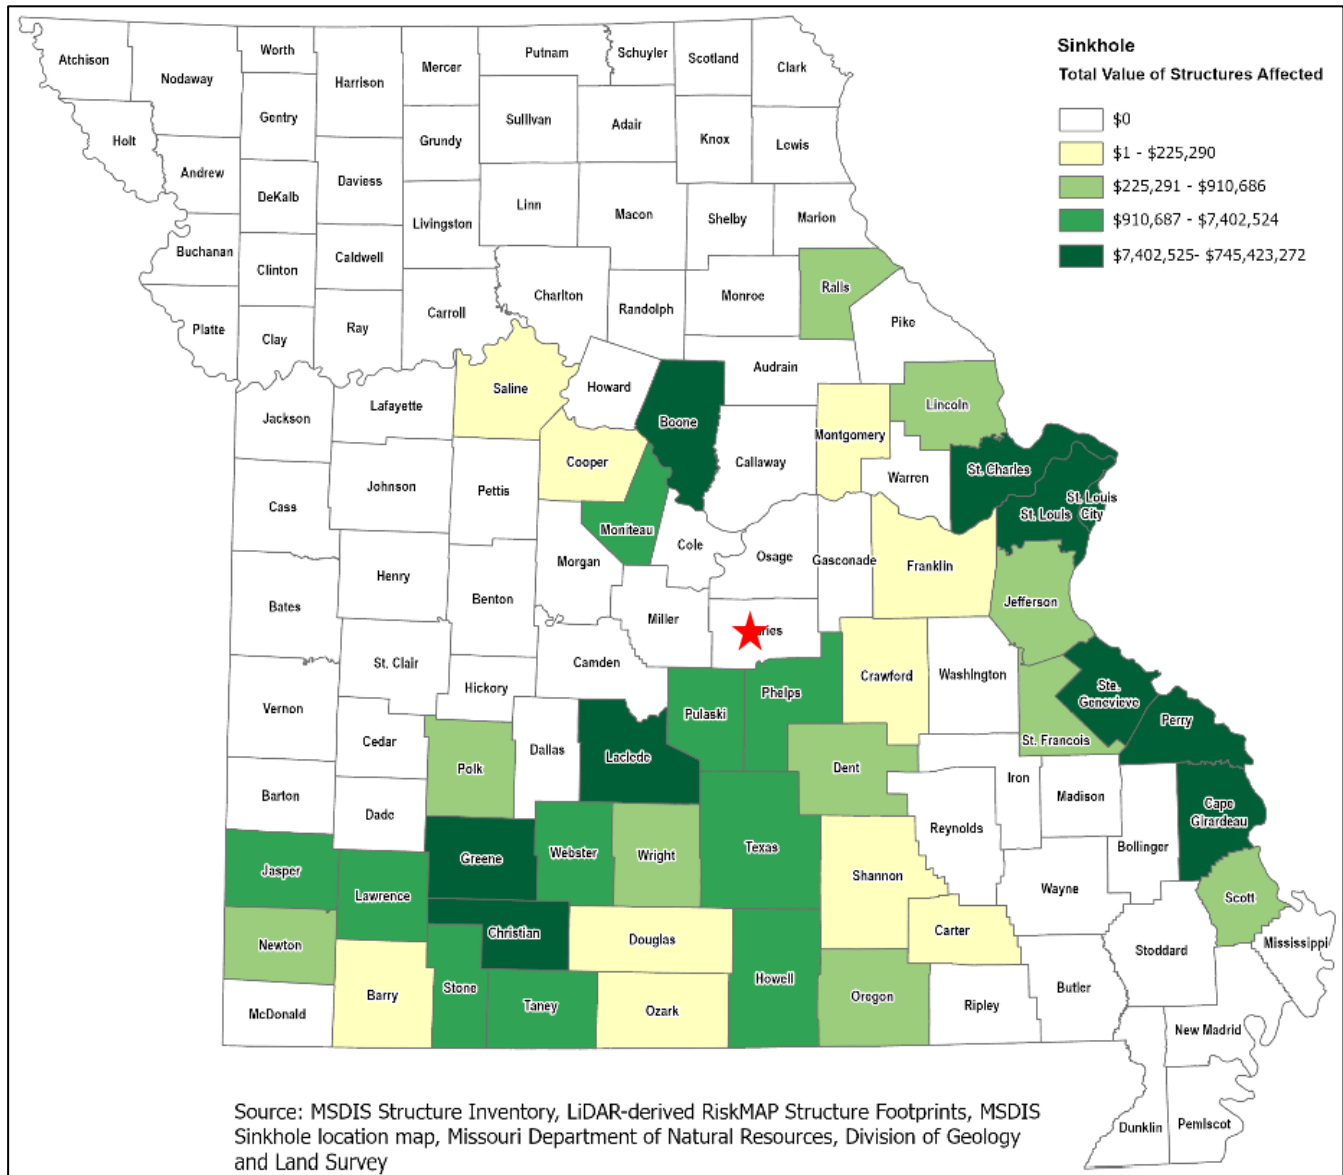 Sinkhole
Total Value of Structures Affected
$0
$1 - $225,290
$225,291 - $910,686
$910,687 - $7,402,524
$7,402,525- $745,423,272
Atchison
Nodaway
Worth
Harrison
Mercer
Putnam
Schuyler
Scotland
Clark
Holt
Gentry
Grundy
Sullivan
Adair
Knox
Lewis
Andrew
DeKalb
Daviess
Livingston
Linn
Macon
Shelby
Marion
Buchanan
Clinton
Caldwell
Carroll
Chariton
Randolph
Monroe
Ralls
Pike
Platte
Clay
Ray
Saline
Howard
Audrain
Boone
Callaway
Montgomery
Lincoln
Warren
St. Charles
St. Louis
St. Louis
City
Jackson
Lafayette
Cooper
Cass
Johnson
Pettis
Moniteau
Cole
Osage
Gasconade
Franklin
Jefferson
Morgan
Bates
Henry
Benton
Miller
ries
Camden
St. Clair
Hickory
Pulaski
Phelps
Crawford
Washington
Ste.
Genevieve
St. Francois
Perry
Vernon
Cedar
Polk
Dallas
Laclede
Dent
Iron
Madison
Cape
Girardeau
Barton
Dade
Greene
Webster
Wright
Texas
Reynolds
Bollinger
Shannon
Wayne
Scott
Jasper
Lawrence
Christian
Douglas
Carter
Stoddard
Mississippi
Newton
Barry
Stone
Taney
Ozark
Howell
Oregon
Ripley
Butler
McDonald
New Madrid
Dunklin
Pemiscot
Source: MSDIS Structure Inventory, LiDAR-derived RiskMAP Structure Footprints, MSDIS
Sinkhole location map, Missouri Department of Natural Resources, Division of Geology
and Land Survey